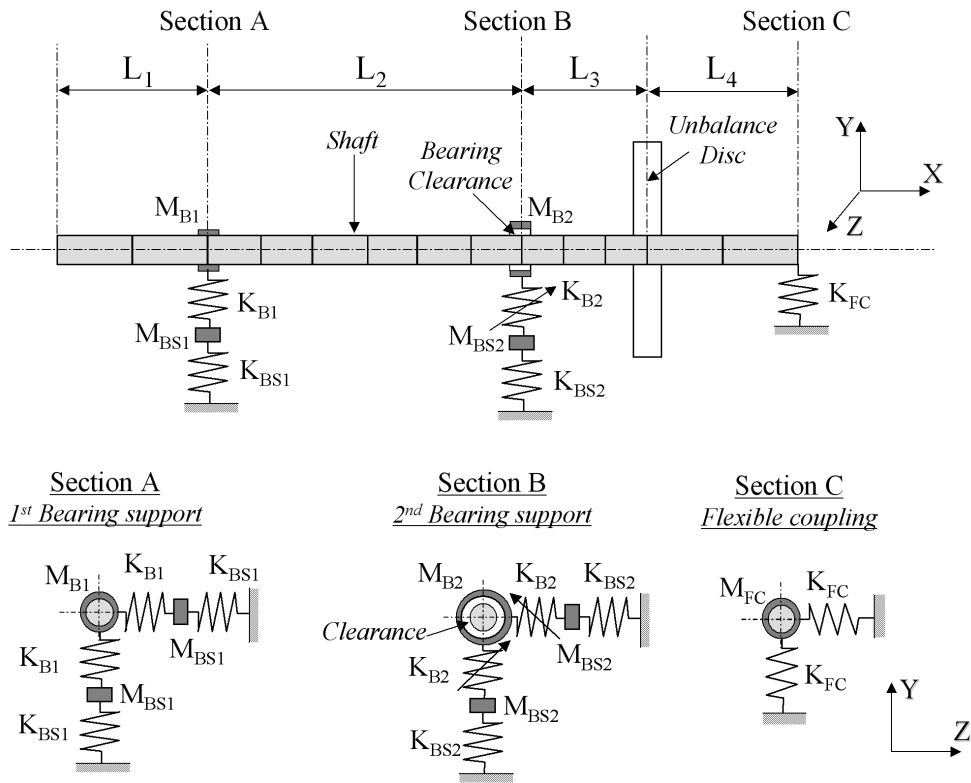 Section A
Section B
Section C
L1
L2
L3
L4
Shaft
Bearing
Clearance
Unbalance
Disc
Y
X
Z
MB1
MB2
KB1
KB2
KFC
MBS1
MBS2
KBS1
KBS2
Section A
1st Bearing support
Section B
2nd Bearing support
Section C
Flexible coupling
MB1
KB1
KBS1
MBS1
KB1
MBS1
KBS1
MB2
KB2
KBS2
Clearance
MBS2
KB2
MBS2
KBS2
MFC
KFC
KFC
Y
Z